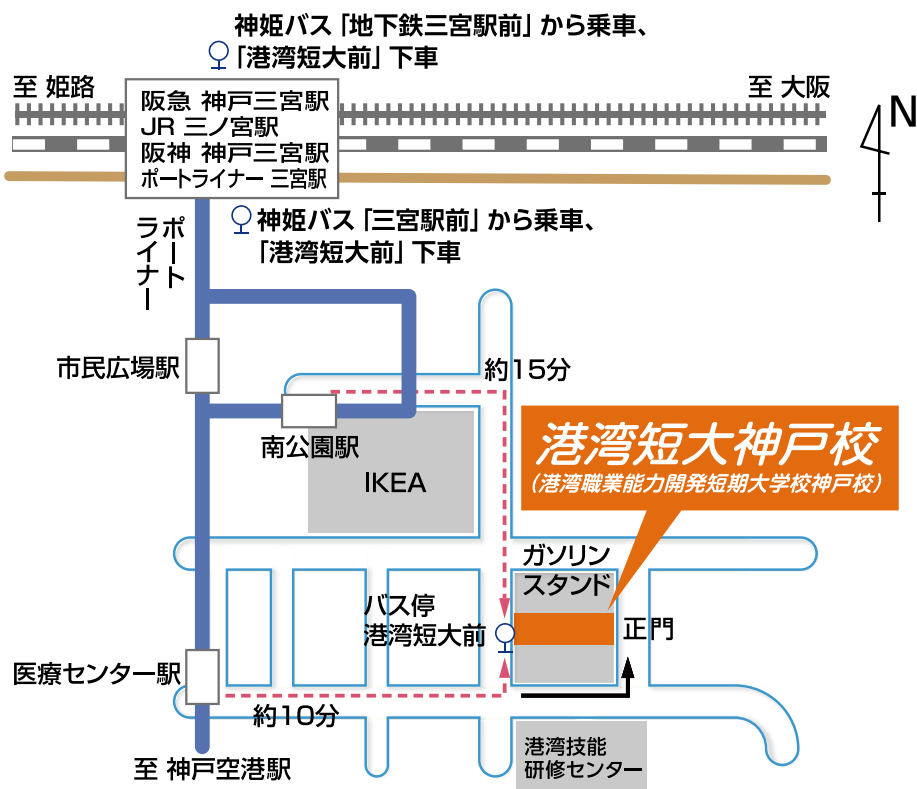 神姫バス「地下鉄三宮駅前」から乗車、
「港湾短大前」下車
至 姫路
至 大阪
阪急 神戸三宮駅
JR 三ノ宮駅
阪神 神戸三宮駅
ポートライナー 三宮駅
N
神姫バス「三宮駅前」から乗車、
「港湾短大前」下車
ポート
ライナー
市民広場駅
約15分
南公園駅
IKEA
港湾短大神戸校
(港湾職業能力開発短期大学校神戸校)
ガソリン
スタンド
バス停
港湾短大前
正門
医療センター駅
約10分
港湾技能
研修センター
至 神戸空港駅